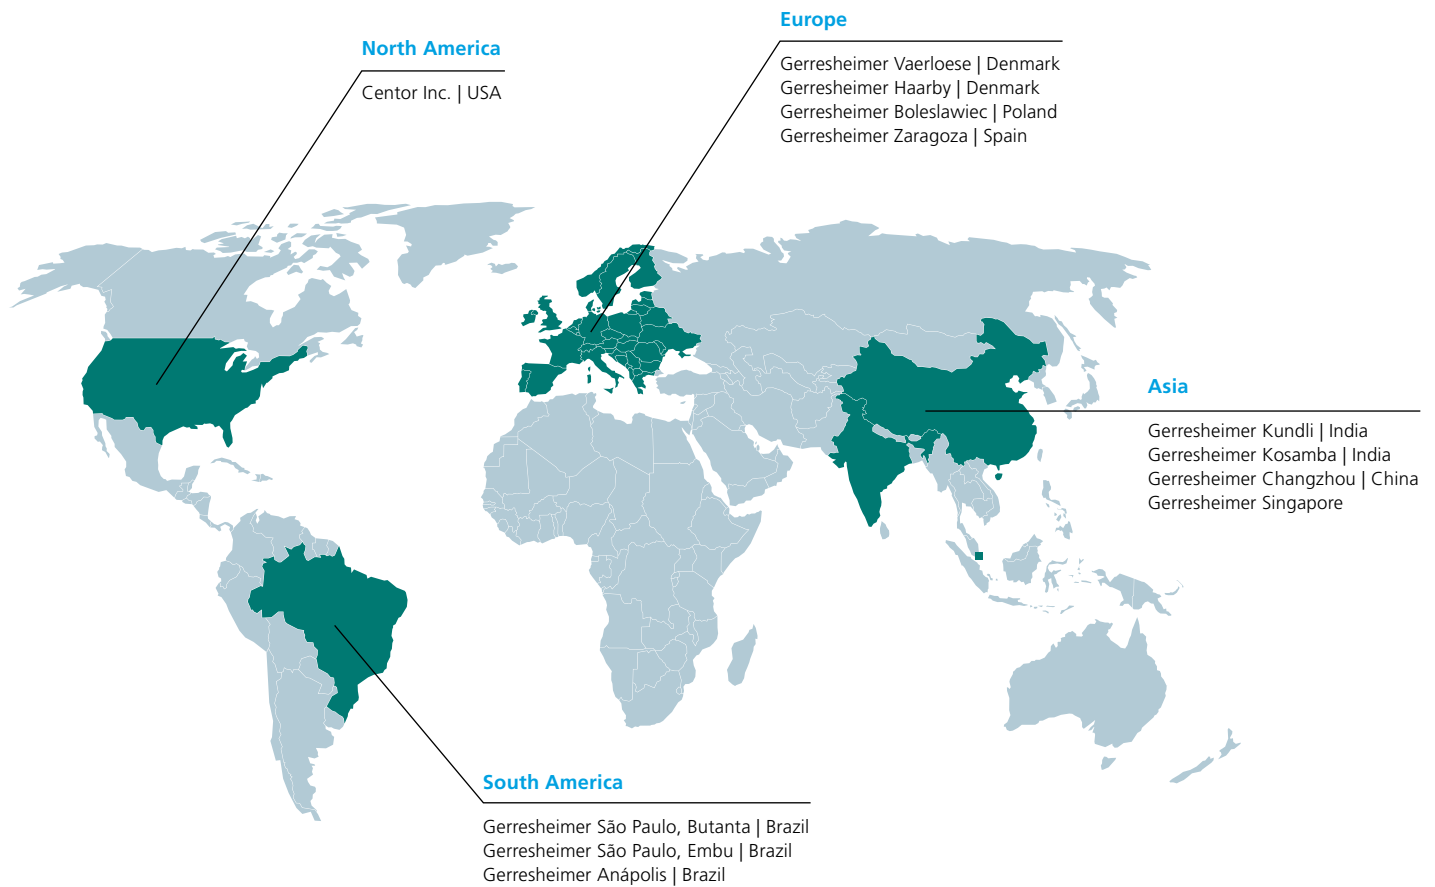 Europe
Gerresheimer Vaerloese | Denmark
Gerresheimer Haarby | Denmark
Gerresheimer Boleslawiec | Poland
Gerresheimer Zaragoza | Spain
North America
Centor Inc. | USA
Asia
Gerresheimer Kundli | India
Gerresheimer Kosamba | India
Gerresheimer Changzhou | China
Gerresheimer Singapore
South America
Gerresheimer São Paulo, Butanta | Brazil
Gerresheimer São Paulo, Embu | Brazil
Gerresheimer Anápolis | Brazil